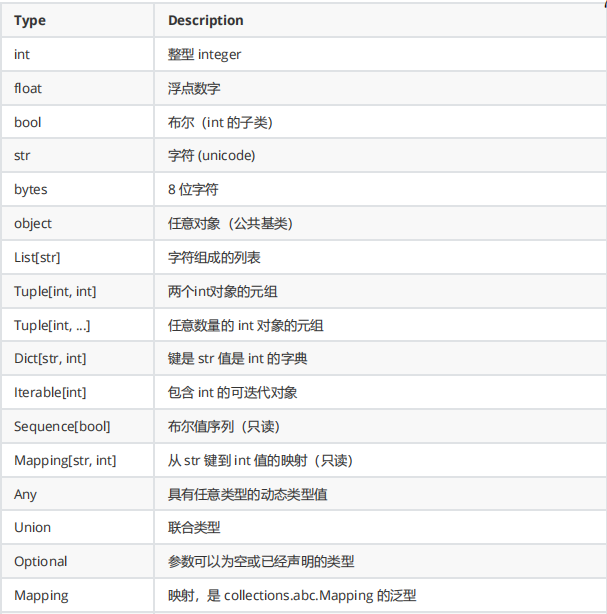 Type Description
int 整型 integer
float 浮点数字
bool 布尔（int 的子类）
str 字符 (unicode)
bytes 8 位字符
object 任意对象（公共基类）
List[str] 字符组成的列表
Tuple[int, int] 两个int对象的元组
Tuple[int, ...] 任意数量的 int 对象的元组
Dict[str, int] 键是 str 值是 int 的字典
Iterable[int] 包含 int 的可迭代对象
Sequence[bool] 布尔值序列（只读）
Mapping[str, int] 从 str 键到 int 值的映射（只读）
Any 具有任意类型的动态类型值
Union 联合类型
Optional 参数可以为空或已经声明的类型
Mapping 映射，是 collections.abc.Mapping 的泛型